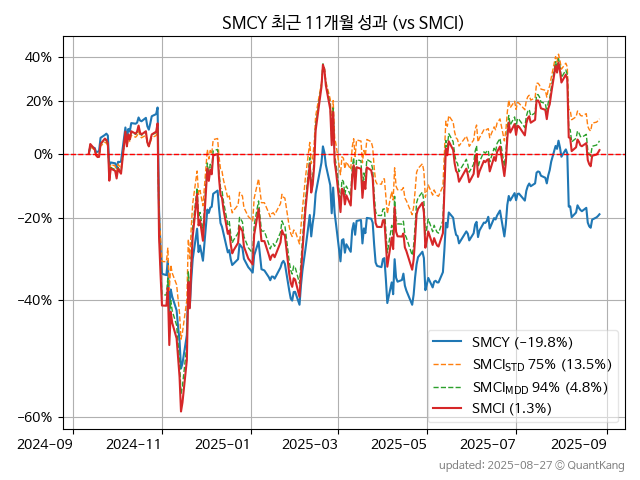 SMCY 최근 11개월 성과 (vs SMCI)
40%
20%
0%
−20%
−40%
−60%
2024-09 2024-11 2025-01 2025-03 2025-05 2025-07 2025-09
SMCY (−19.8%)
SMCI_STD 75% (13.5%)
SMCI_MDD 94% (4.8%)
SMCI (1.3%)
updated: 2025-08-27 © QuantKang